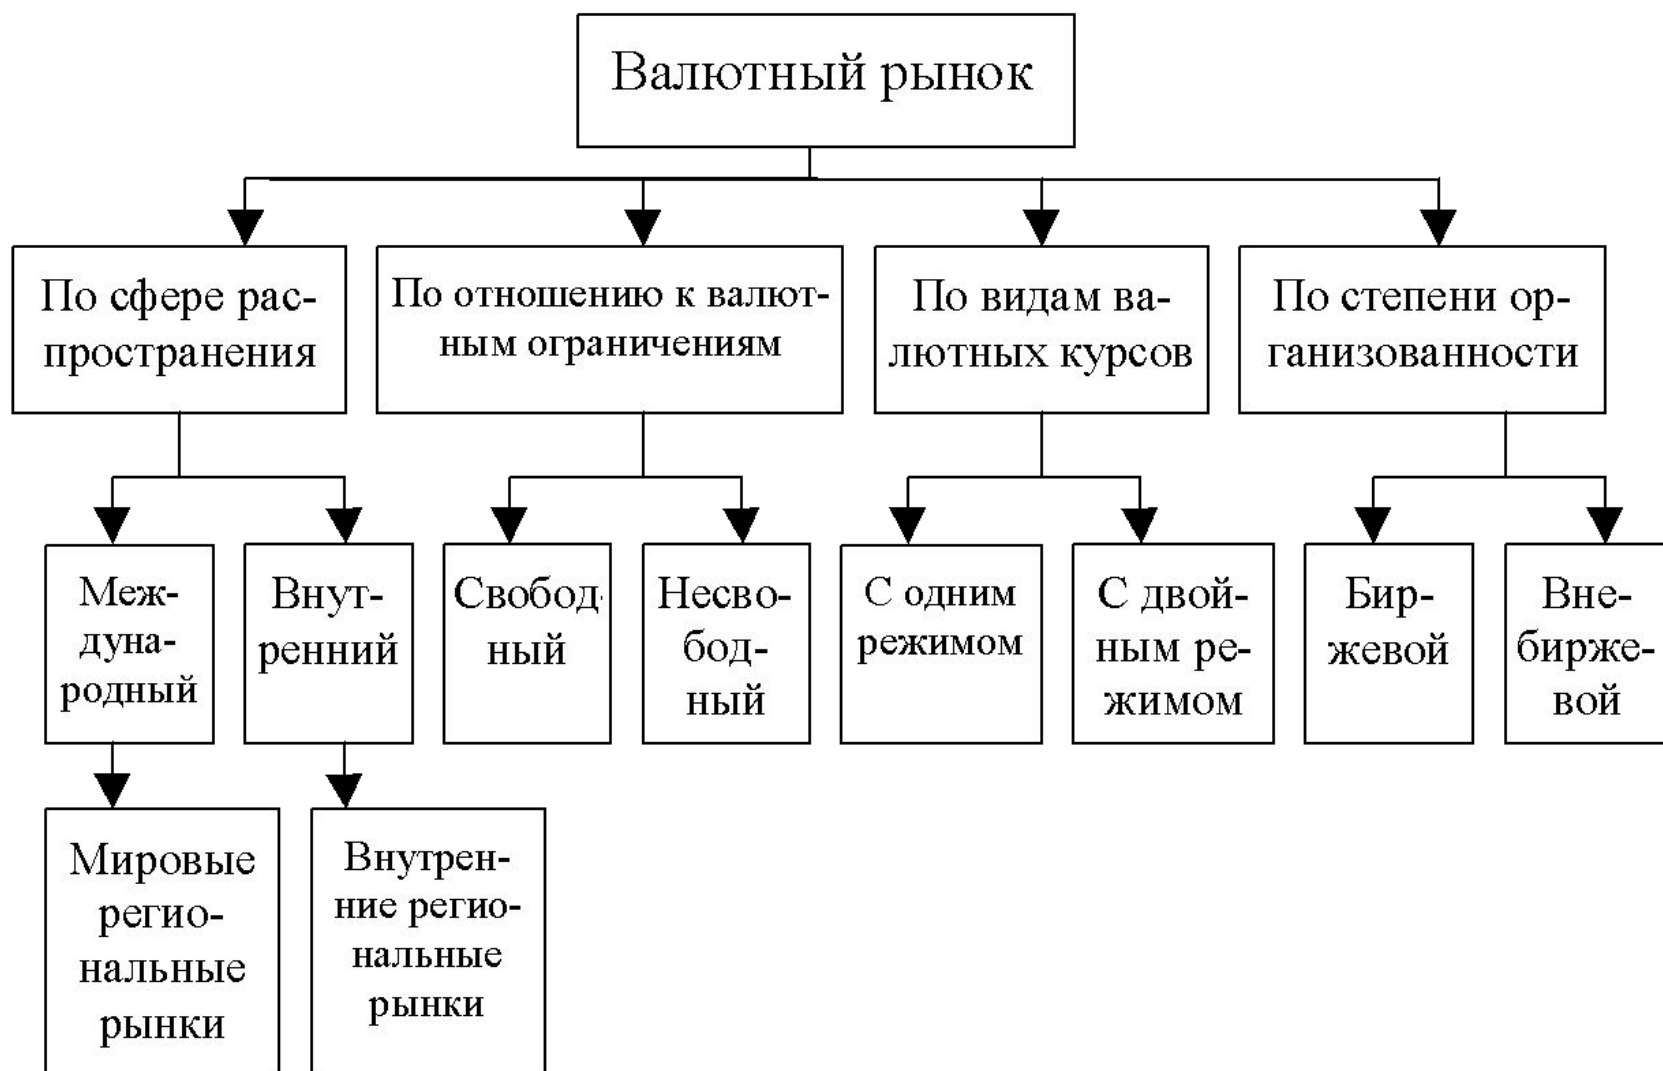 Валютный рынок
По сфере рас-
пространения
По отношению к валют-
ным ограничениям
По видам ва-
лютных курсов
По степени ор-
ганизованности
Меж-
дуна-
родный
Внут-
ренний
Свобод-
ный
Несво-
бод-
ный
С одним
режимом
С двой-
ным ре-
жимом
Бир-
жевой
Вне-
бирже-
вой
Мировые
регио-
нальные
рынки
Внутрен-
ние регио-
нальные
рынки